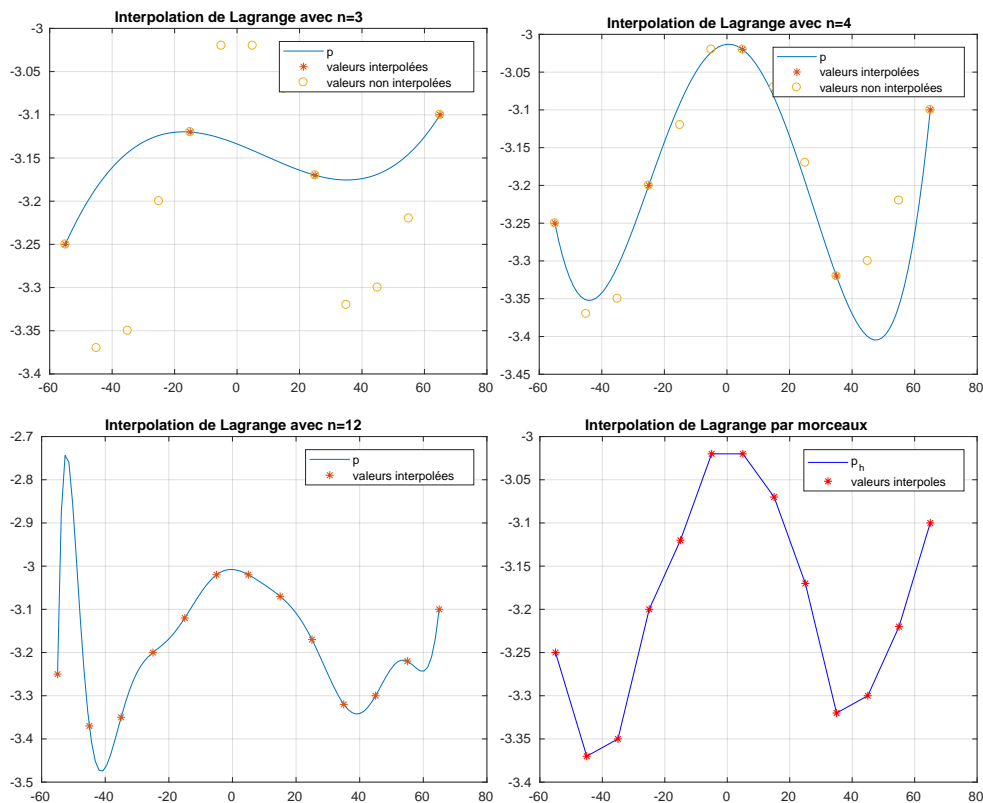 Interpolation de Lagrange avec n=3
-3
-3.05
-3.1
-3.15
-3.2
-3.25
-3.3
-3.35
-3.4
-60 -40 -20 0 20 40 60 80
p
valeurs interpolées
valeurs non interpolées
Interpolation de Lagrange avec n=4
-3
-3.05
-3.1
-3.15
-3.2
-3.25
-3.3
-3.35
-3.4
-3.45
-60 -40 -20 0 20 40 60 80
p
valeurs interpolées
valeurs non interpolées
Interpolation de Lagrange avec n=12
-2.7
-2.8
-2.9
-3
-3.1
-3.2
-3.3
-3.4
-3.5
-60 -40 -20 0 20 40 60 80
p
valeurs interpolées
Interpolation de Lagrange par morceaux
-3
-3.05
-3.1
-3.15
-3.2
-3.25
-3.3
-3.35
-3.4
-60 -40 -20 0 20 40 60 80
p_h
valeurs interpoles